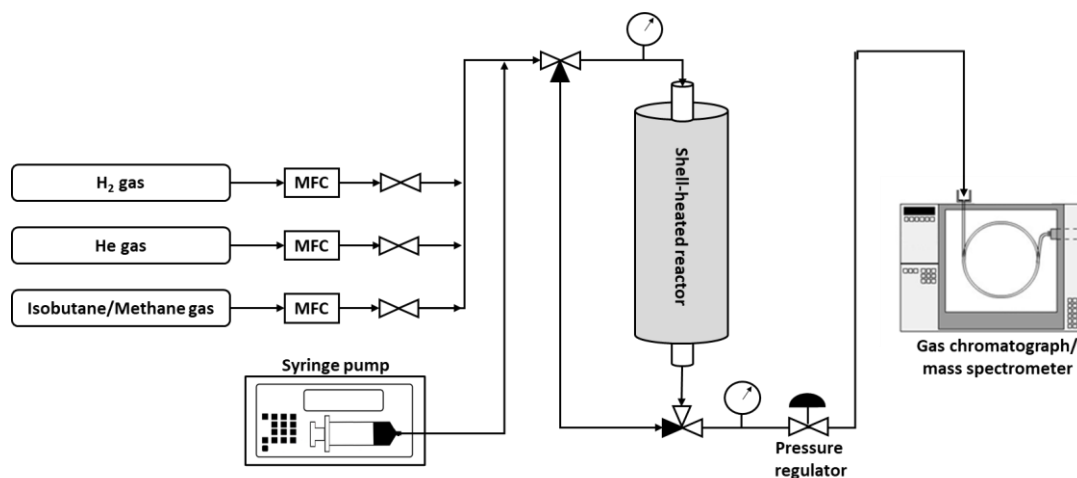 H₂ gas
MFC
He gas
MFC
Isobutane/Methane gas
MFC
Syringe pump
Shell-heated reactor
Pressure
regulator
Gas chromatograph/
mass spectrometer